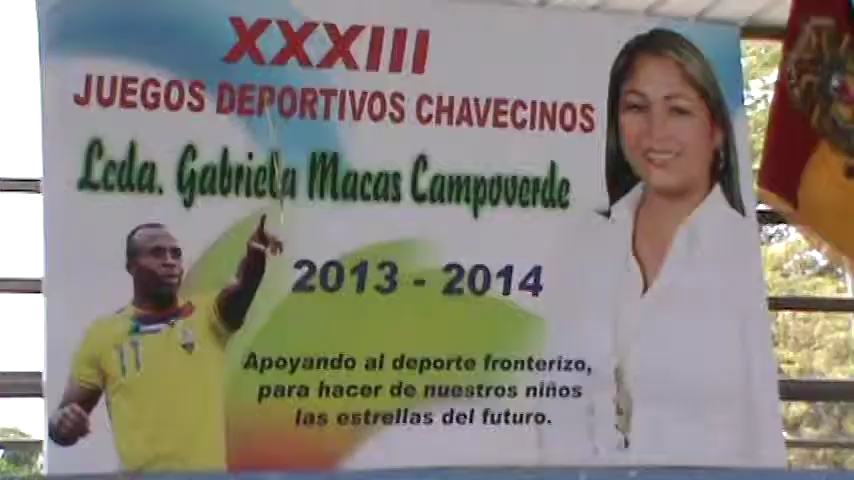 XXXIII
JUEGOS DEPORTIVOS CHAVECINOS
Lcda. Gabriela Macas Campoverde
2013 - 2014
11
Apoyando al deporte fronterizo,
para hacer de nuestros niños
las estrellas del futuro.